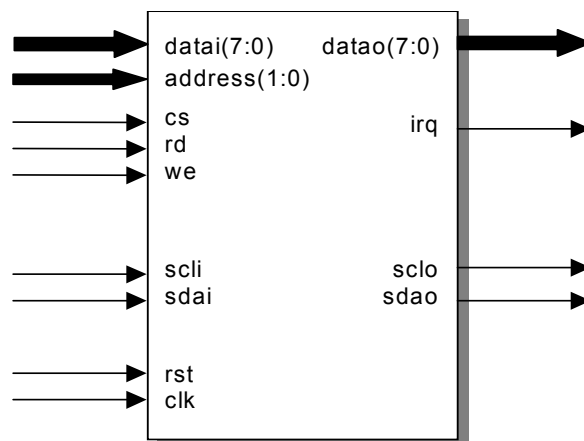 datai(7:0) datao(7:0)
address(1:0)
cs
irq
rd
we
scli sclo
sdai sdao
rst
clk